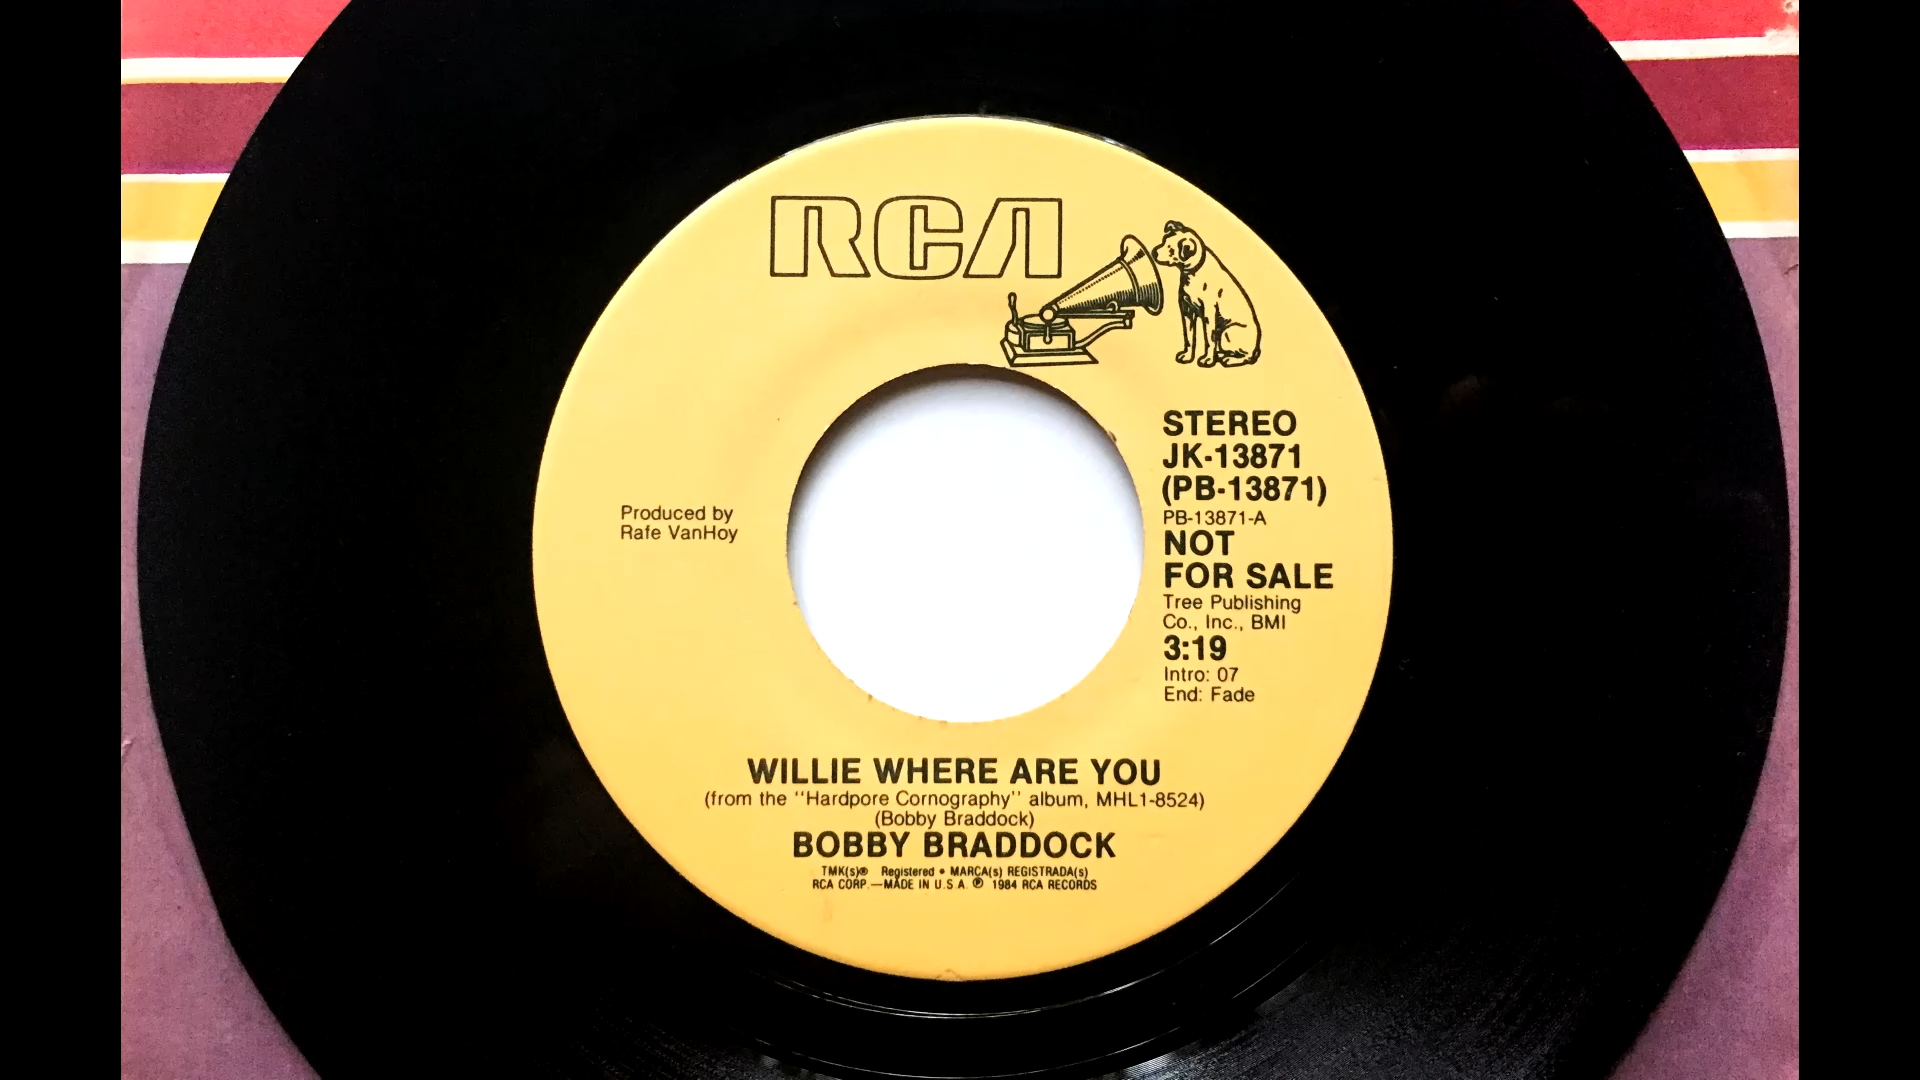 RCA
STEREO
JK-13871
(PB-13871)
PB-13871-A
NOT
FOR SALE
Tree Publishing
Co., Inc., BMI
3:19
Intro: 07
End: Fade
Produced by
Rafe VanHoy
WILLIE WHERE ARE YOU
(from the "Hardpore Cornography" album, MHL1-8524)
(Bobby Braddock)
BOBBY BRADDOCK
TMK(s)® Registered • MARCA(s) REGISTRADA(s)
RCA CORP.—MADE IN U.S.A. ℗ 1984 RCA RECORDS